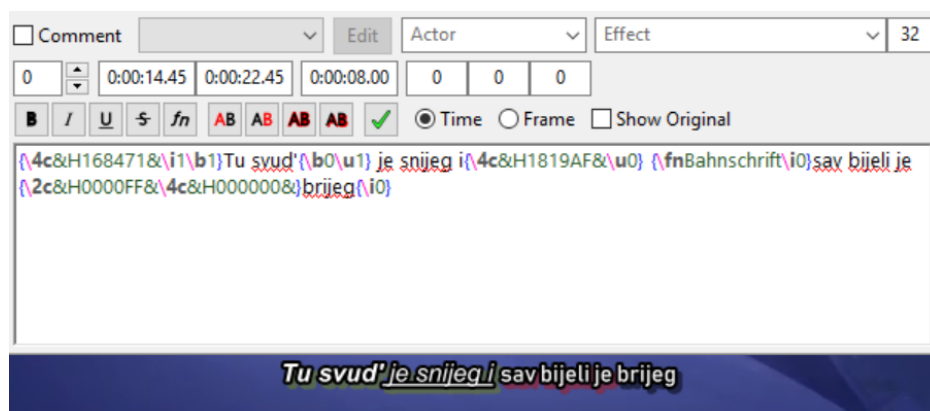 Comment Edit Actor Effect 32
0 0:00:14.45 0:00:22.45 0:00:08.00 0 0 0
B I U S fn AB AB AB AB Time Frame Show Original
{\4c&H168471&\i1\b1}Tu svud'{\b0\u1} je snijeg i{\4c&H1819AF&\u0} {\fnBahnschrift\i0}sav bijeli je
{\2c&H0000FF&\4c&H000000&}brijeg{\i0}
Tu svud' je snijeg i sav bijeli je brijeg